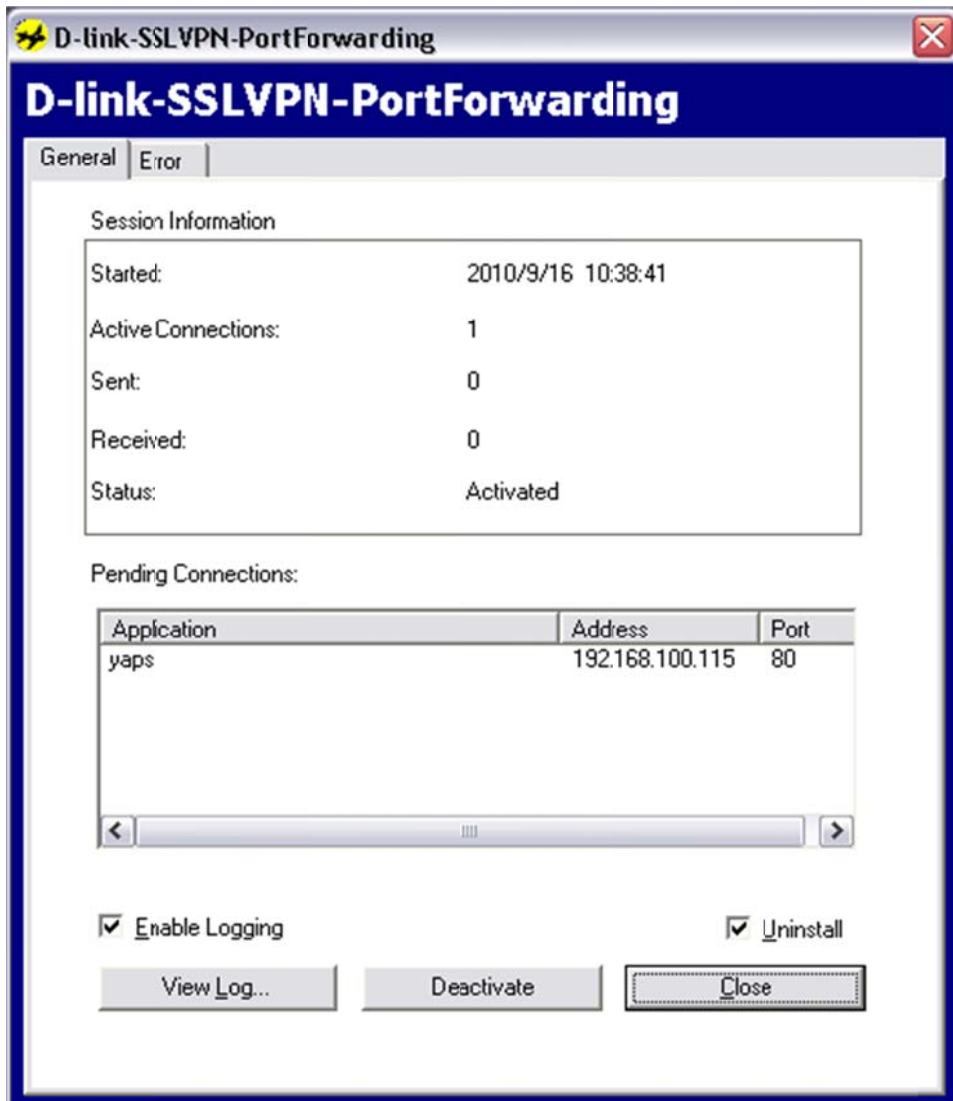 D-link-SSLVPN-PortForwarding
D-link-SSLVPN-PortForwarding
General Error
Session Information
Started: 2010/9/16 10:38:41
Active Connections: 1
Sent: 0
Received: 0
Status: Activated
Pending Connections:
Application Address Port
yaps 192.168.100.115 80
Enable Logging Uninstall
View Log... Deactivate Close